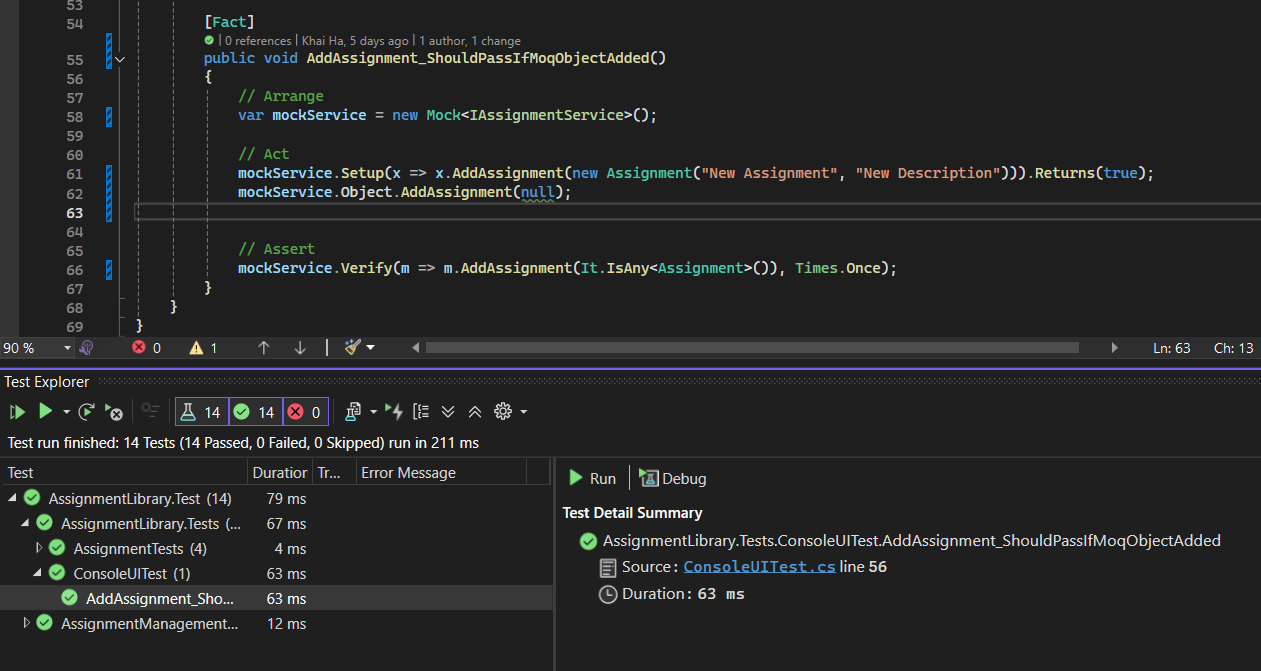 53
54 [Fact]
| 0 references | Khai Ha, 5 days ago | 1 author, 1 change
55 public void AddAssignment_ShouldPassIfMoqObjectAdded()
56 {
57 // Arrange
58 var mockService = new Mock<IAssignmentService>();
59
60 // Act
61 mockService.Setup(x => x.AddAssignment(new Assignment("New Assignment", "New Description"))).Returns(true);
62 mockService.Object.AddAssignment(null);
63
64
65 // Assert
66 mockService.Verify(m => m.AddAssignment(It.IsAny<Assignment>()), Times.Once);
67 }
68 }
69 }
90 % 0 1 Ln: 63 Ch: 13
Test Explorer
14 14 0
Test run finished: 14 Tests (14 Passed, 0 Failed, 0 Skipped) run in 211 ms
Test Duration Tr... Error Message
AssignmentLibrary.Test (14) 79 ms
AssignmentLibrary.Tests (... 67 ms
AssignmentTests (4) 4 ms
ConsoleUITest (1) 63 ms
AddAssignment_Sho... 63 ms
AssignmentManagement... 12 ms
Run Debug
Test Detail Summary
AssignmentLibrary.Tests.ConsoleUITest.AddAssignment_ShouldPassIfMoqObjectAdded
Source: ConsoleUITest.cs line 56
Duration: 63 ms